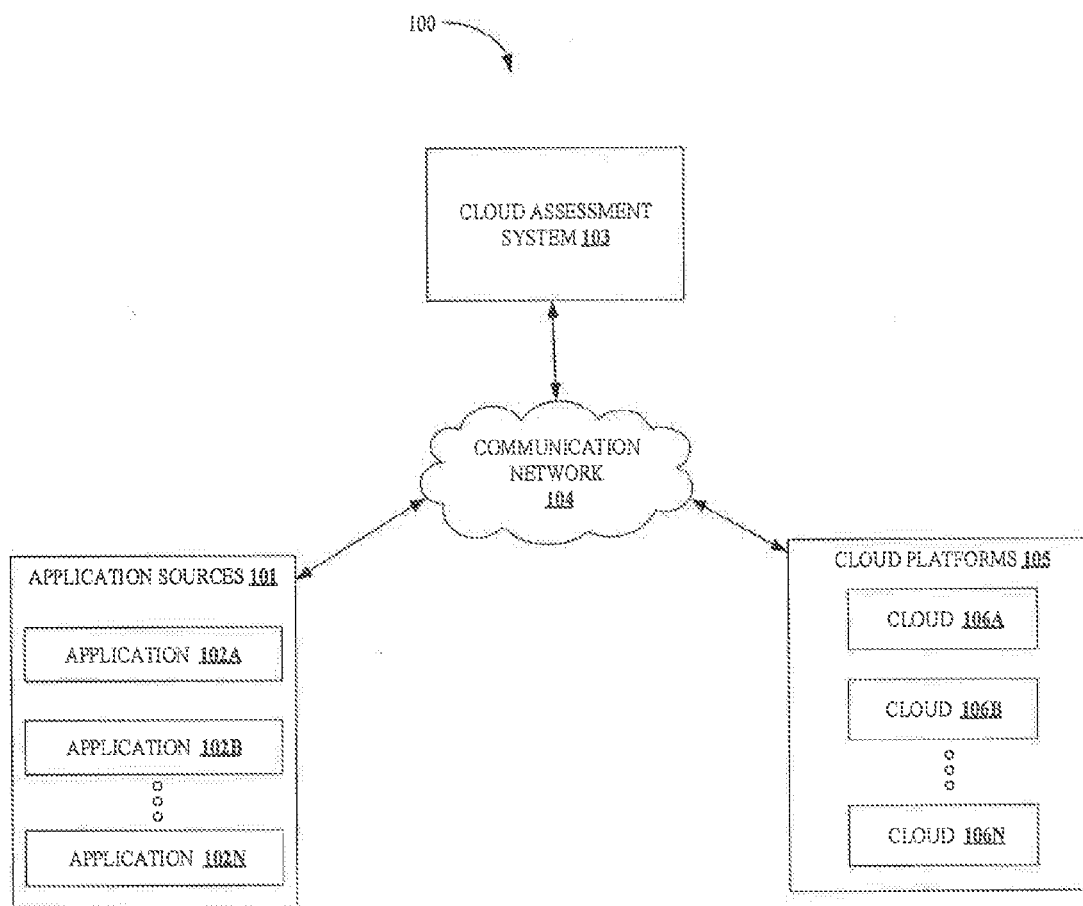 100
CLOUD ASSESSMENT
SYSTEM 103
COMMUNICATION
NETWORK
104
APPLICATION SOURCES 101
APPLICATION 102A
APPLICATION 102B
APPLICATION 102N
CLOUD PLATFORMS 105
CLOUD 106A
CLOUD 106B
CLOUD 106N